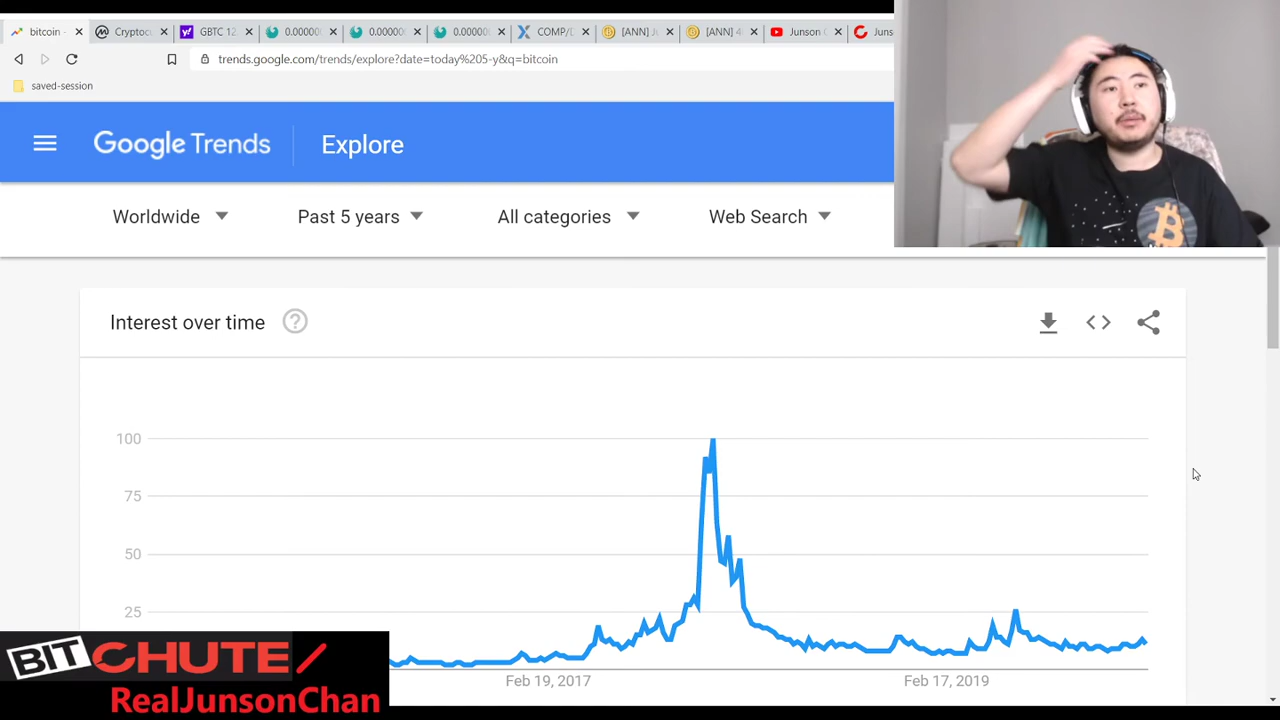 bitcoin -
Cryptoc
GBTC 12.
0.00000
0.00000
0.00000
COMP/
[ANN] J
[ANN] 4
Junson
Juns
trends.google.com/trends/explore?date=today%205-y&q=bitcoin
saved-session
Google Trends
Explore
Worldwide
Past 5 years
All categories
Web Search
Interest over time
?
100
75
50
25
Feb 19, 2017
Feb 17, 2019
BITCHUTE
RealJunsonChan